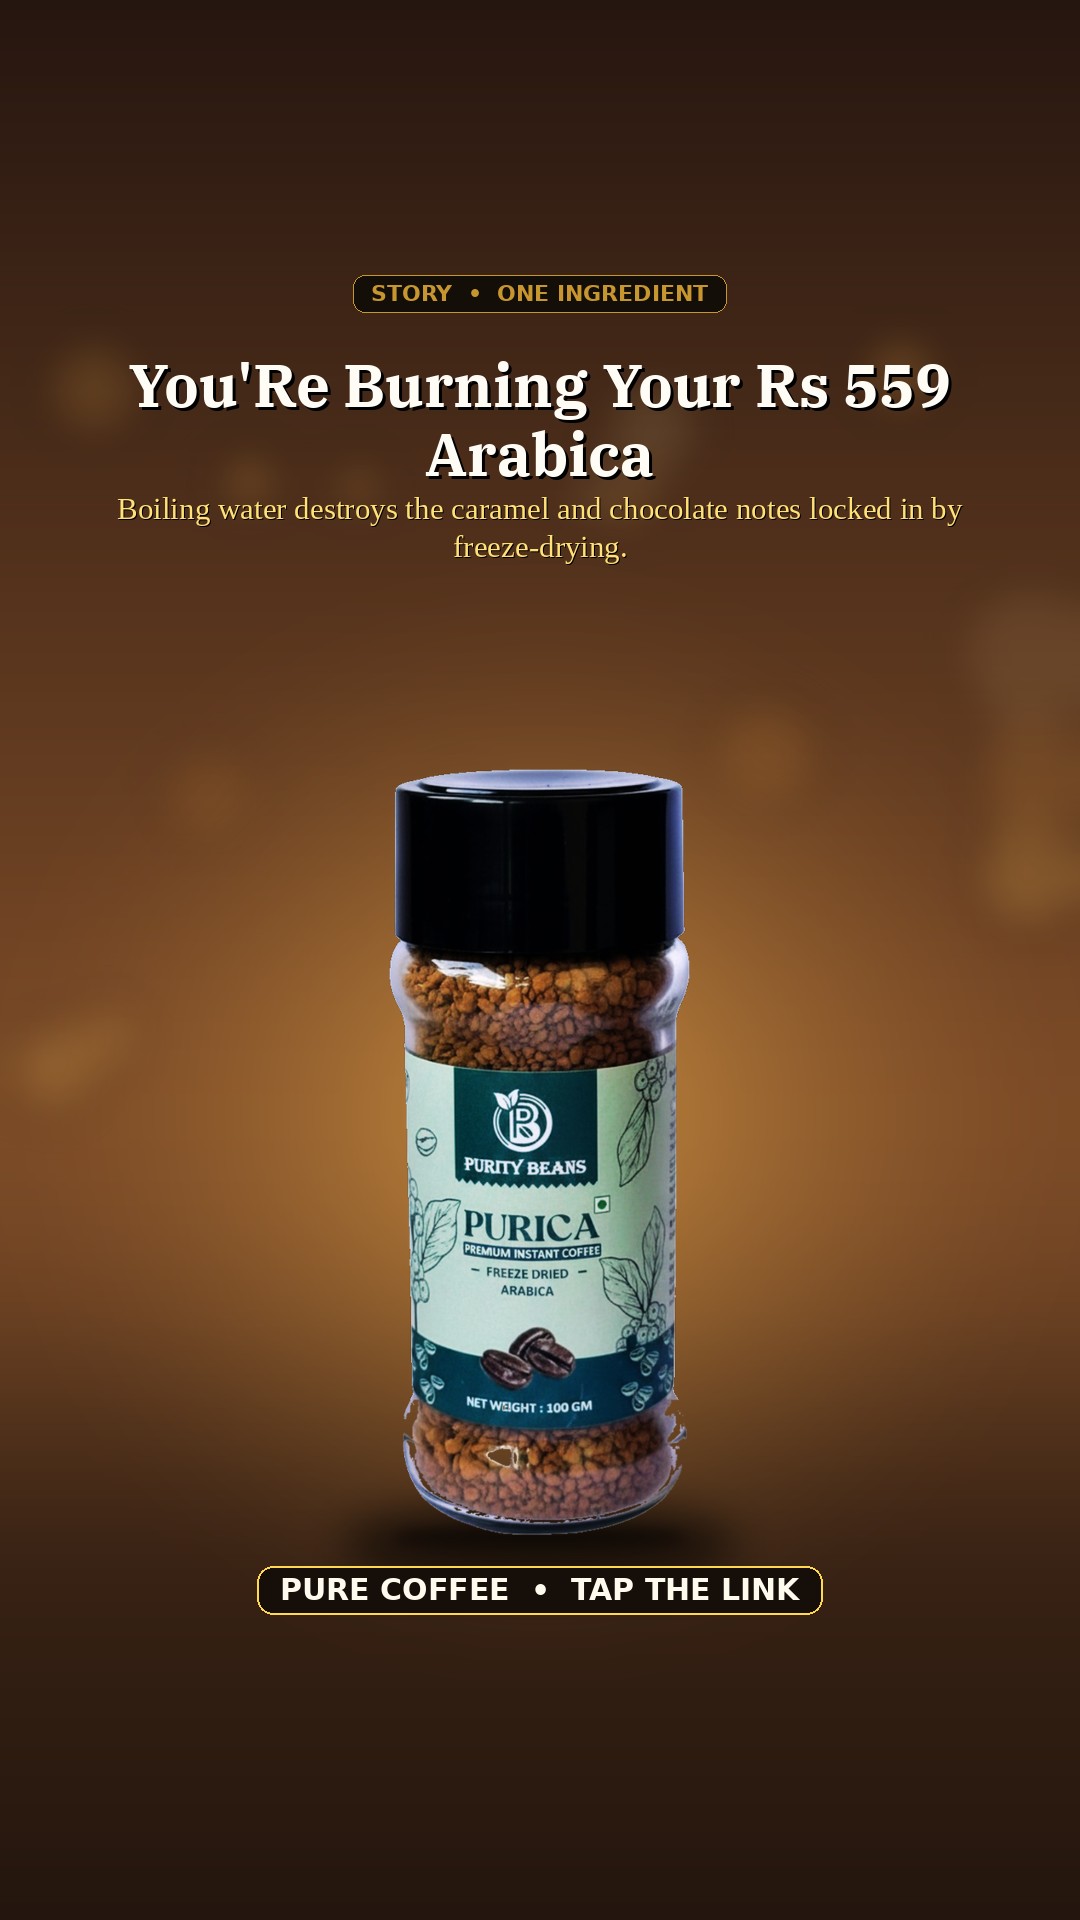 STORY • ONE INGREDIENT
You'Re Burning Your Rs 559
Arabica
Boiling water destroys the caramel and chocolate notes locked in by
freeze-drying.
B
PURITY BEANS
PURICA
PREMIUM INSTANT COFFEE
– FREEZE DRIED –
ARABICA
NET WEIGHT : 100 GM
PURE COFFEE • TAP THE LINK